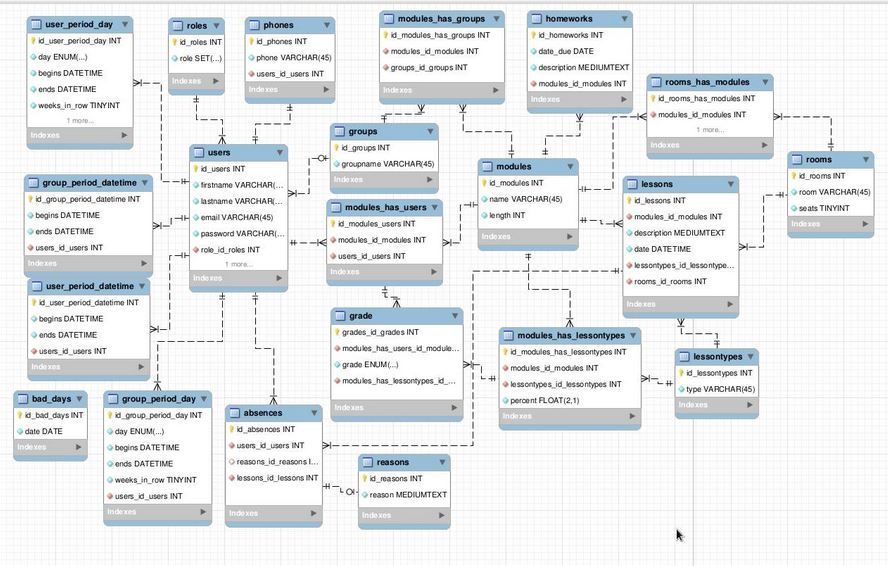 user_period_day
id_user_period_day INT
day ENUM(...)
begins DATETIME
ends DATETIME
weeks_in_row TINYINT
1 more...
Indexes
roles
id_roles INT
role SET(...)
Indexes
phones
id_phones INT
phone VARCHAR(45)
users_id_users INT
Indexes
modules_has_groups
id_modules_has_groups INT
modules_id_modules INT
groups_id_groups INT
Indexes
homeworks
id_homeworks INT
date_due DATE
description MEDIUMTEXT
modules_id_modules INT
Indexes
rooms_has_modules
id_rooms_has_modules INT
modules_id_modules INT
1 more...
Indexes
groups
id_groups INT
groupname VARCHAR(45)
Indexes
users
id_users INT
firstname VARCHAR(...
lastname VARCHAR(...
email VARCHAR(45)
password VARCHAR(...
role_id_roles INT
1 more...
Indexes
modules
id_modules INT
name VARCHAR(45)
length INT
Indexes
rooms
id_rooms INT
room VARCHAR(45)
seats TINYINT
Indexes
group_period_datetime
id_group_period_datetime INT
begins DATETIME
ends DATETIME
users_id_users INT
Indexes
modules_has_users
id_modules_users INT
modules_id_modules INT
users_id_users INT
Indexes
lessons
id_lessons INT
modules_id_modules INT
description MEDIUMTEXT
date DATETIME
lessontypes_id_lessontype...
rooms_id_rooms INT
Indexes
user_period_datetime
id_user_period_datetime INT
begins DATETIME
ends DATETIME
users_id_users INT
Indexes
grade
grades_id_grades INT
modules_has_users_id_module...
grade ENUM(...)
modules_has_lessontypes_id_...
Indexes
modules_has_lessontypes
id_modules_has_lessontypes INT
modules_id_modules INT
lessontypes_id_lessontypes INT
percent FLOAT(2,1)
Indexes
lessontypes
id_lessontypes INT
type VARCHAR(45)
Indexes
bad_days
id_bad_days INT
date DATE
Indexes
group_period_day
id_group_period_day INT
day ENUM(...)
begins DATETIME
ends DATETIME
weeks_in_row TINYINT
users_id_users INT
Indexes
absences
id_absences INT
users_id_users INT
reasons_id_reasons I...
lessons_id_lessons INT
Indexes
reasons
id_reasons INT
reason MEDIUMTEXT
Indexes